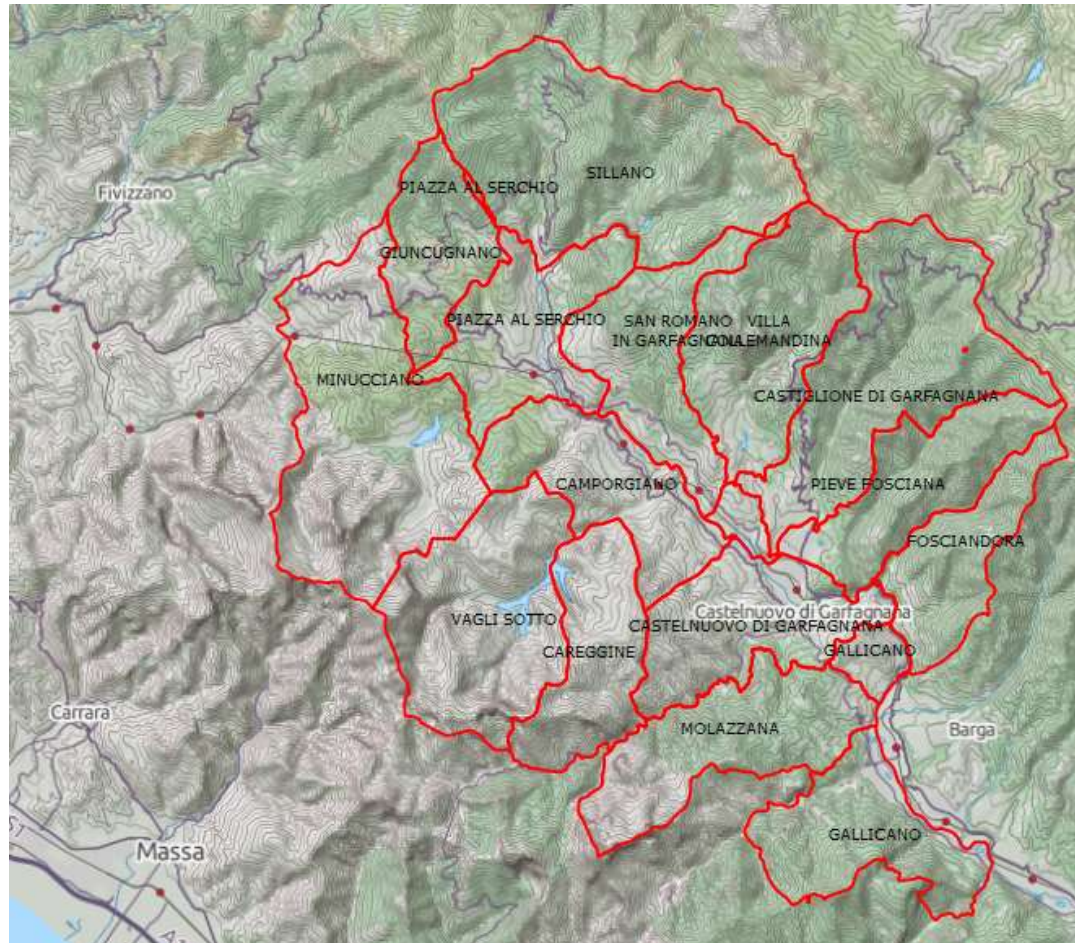 SILLANO
Fivizzano
PIAZZA AL SERCHIO
GIUNCUGNANO
PIAZZA AL SERCHIO
SAN ROMANO
IN GARFAGNANA
VILLA
COLLEMANDINA
MINUCCIANO
CASTIGLIONE DI GARFAGNANA
CAMPORGIANO
PIEVE FOSCIANA
FOSCIANDORA
Castelnuovo di Garfagnana
VAGLI SOTTO
CASTELNUOVO DI GARFAGNANA
CAREGGINE
GALLICANO
Carrara
MOLAZZANA
Barga
GALLICANO
Massa